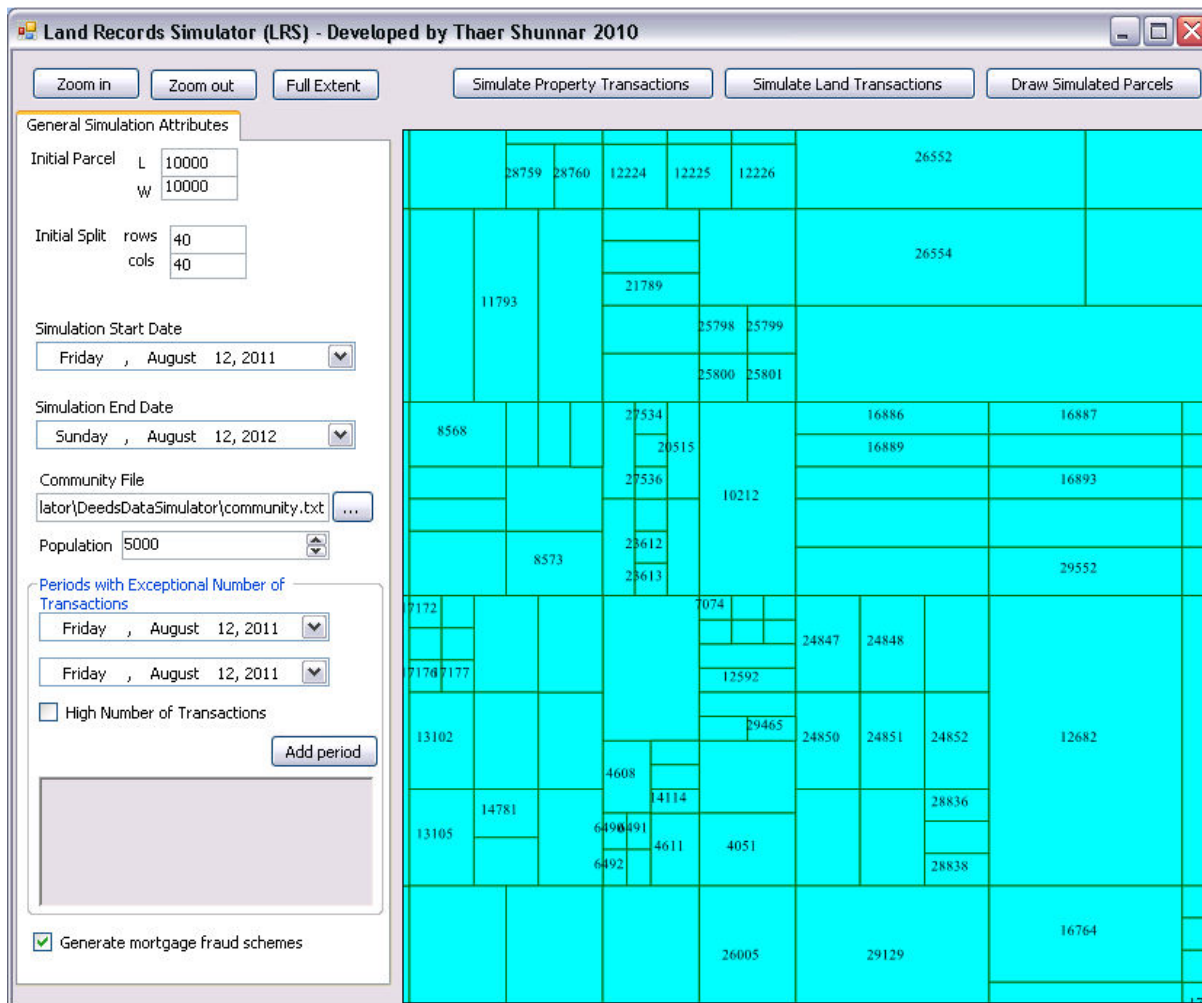 Land Records Simulator (LRS) - Developed by Thaer Shunnar 2010
Zoom in Zoom out Full Extent Simulate Property Transactions Simulate Land Transactions Draw Simulated Parcels
General Simulation Attributes
Initial Parcel L 10000
W 10000
Initial Split rows 40
cols 40
Simulation Start Date
Friday , August 12, 2011
Simulation End Date
Sunday , August 12, 2012
Community File
lator\DeedsDataSimulator\community.txt ...
Population 5000
Periods with Exceptional Number of
Transactions
Friday , August 12, 2011
Friday , August 12, 2011
High Number of Transactions
Add period
Generate mortgage fraud schemes
26552
28759 28760 12224 12225 12226
26554
21789
11793
25798 25799
25800 25801
27534 16886 16887
8568
20515 16889
27536 16893
10212
23612
8573 29552
23613
17172 7074
24847 24848
17176 17177 12592
29465
13102 24850 24851 24852 12682
4608
14114 28836
14781
6490 6491
13105 4611 4051
6492 28838
16764
26005 29129